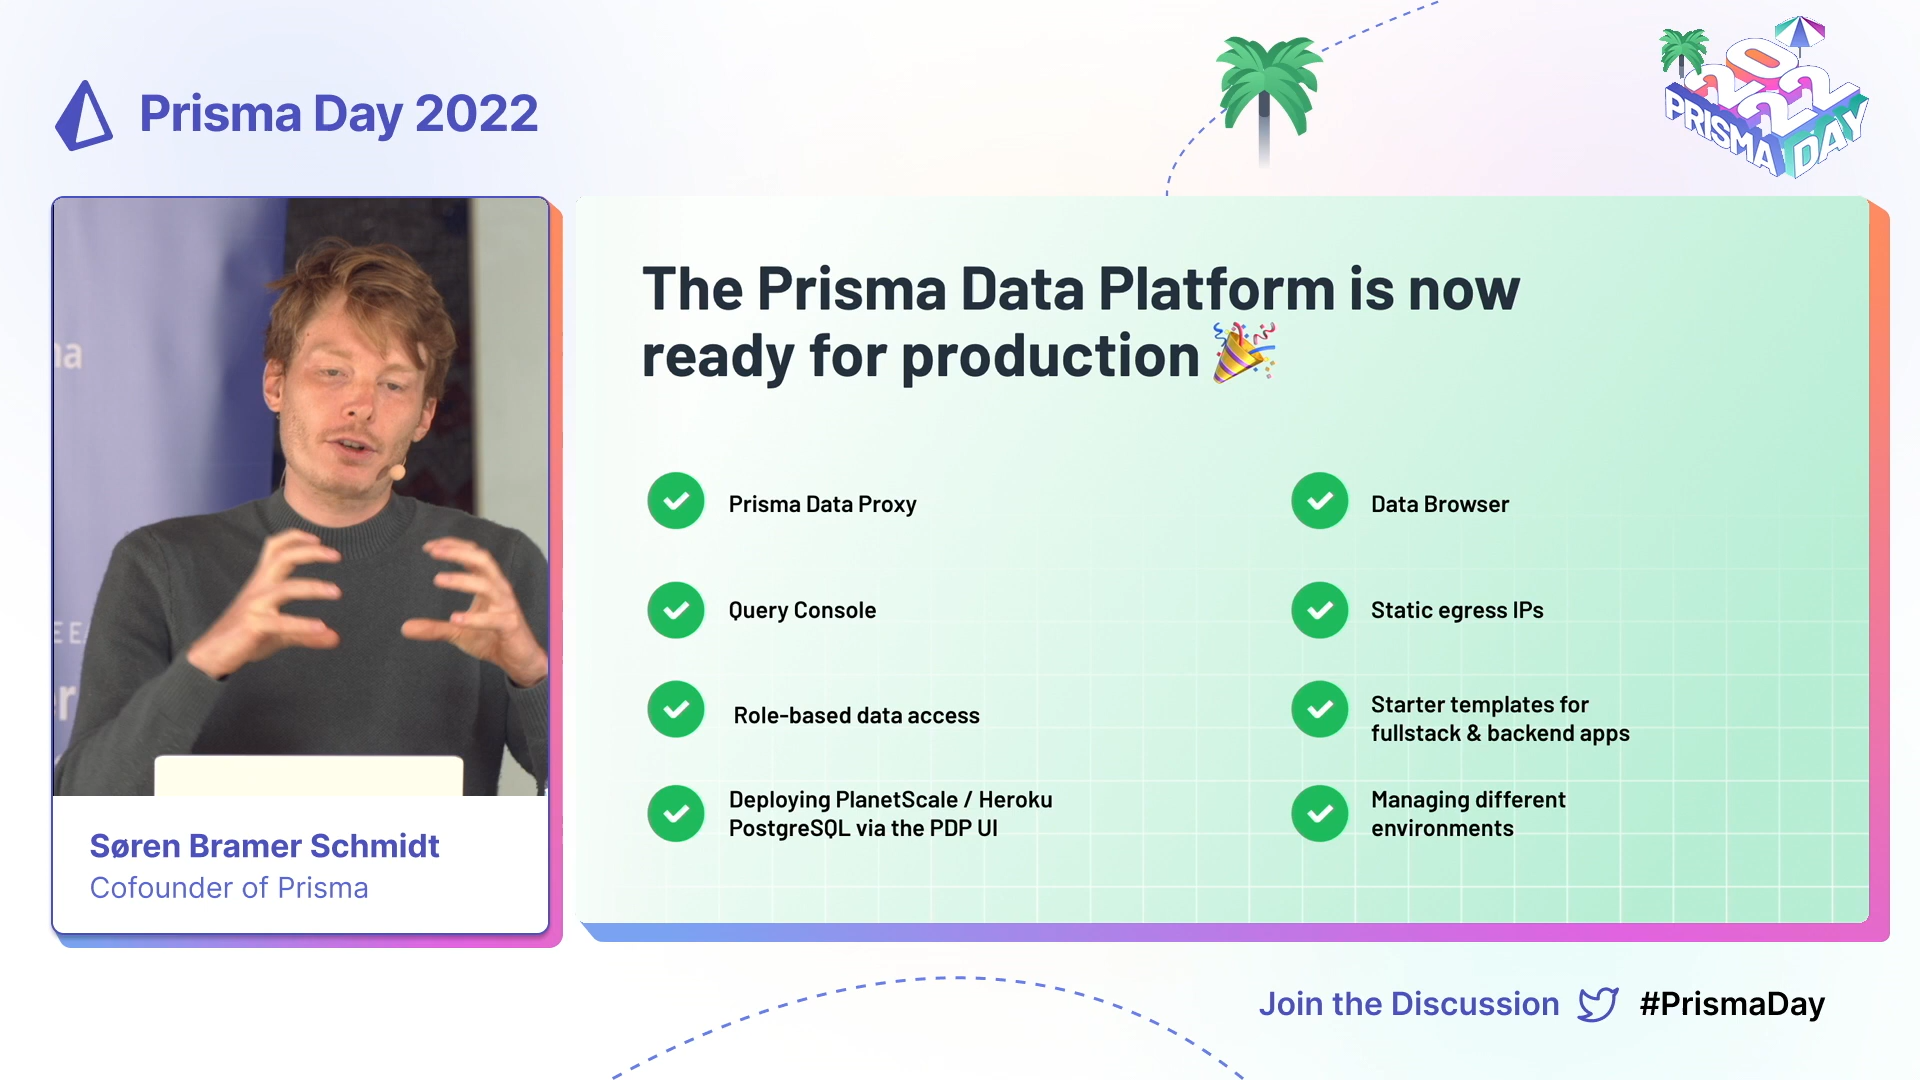 Prisma Day 2022
2022
PRISMA DAY
The Prisma Data Platform is now
ready for production
Prisma Data Proxy
Data Browser
Query Console
Static egress IPs
Role-based data access
Starter templates for
fullstack & backend apps
Deploying PlanetScale / Heroku
PostgreSQL via the PDP UI
Managing different
environments
Søren Bramer Schmidt
Cofounder of Prisma
Join the Discussion #PrismaDay